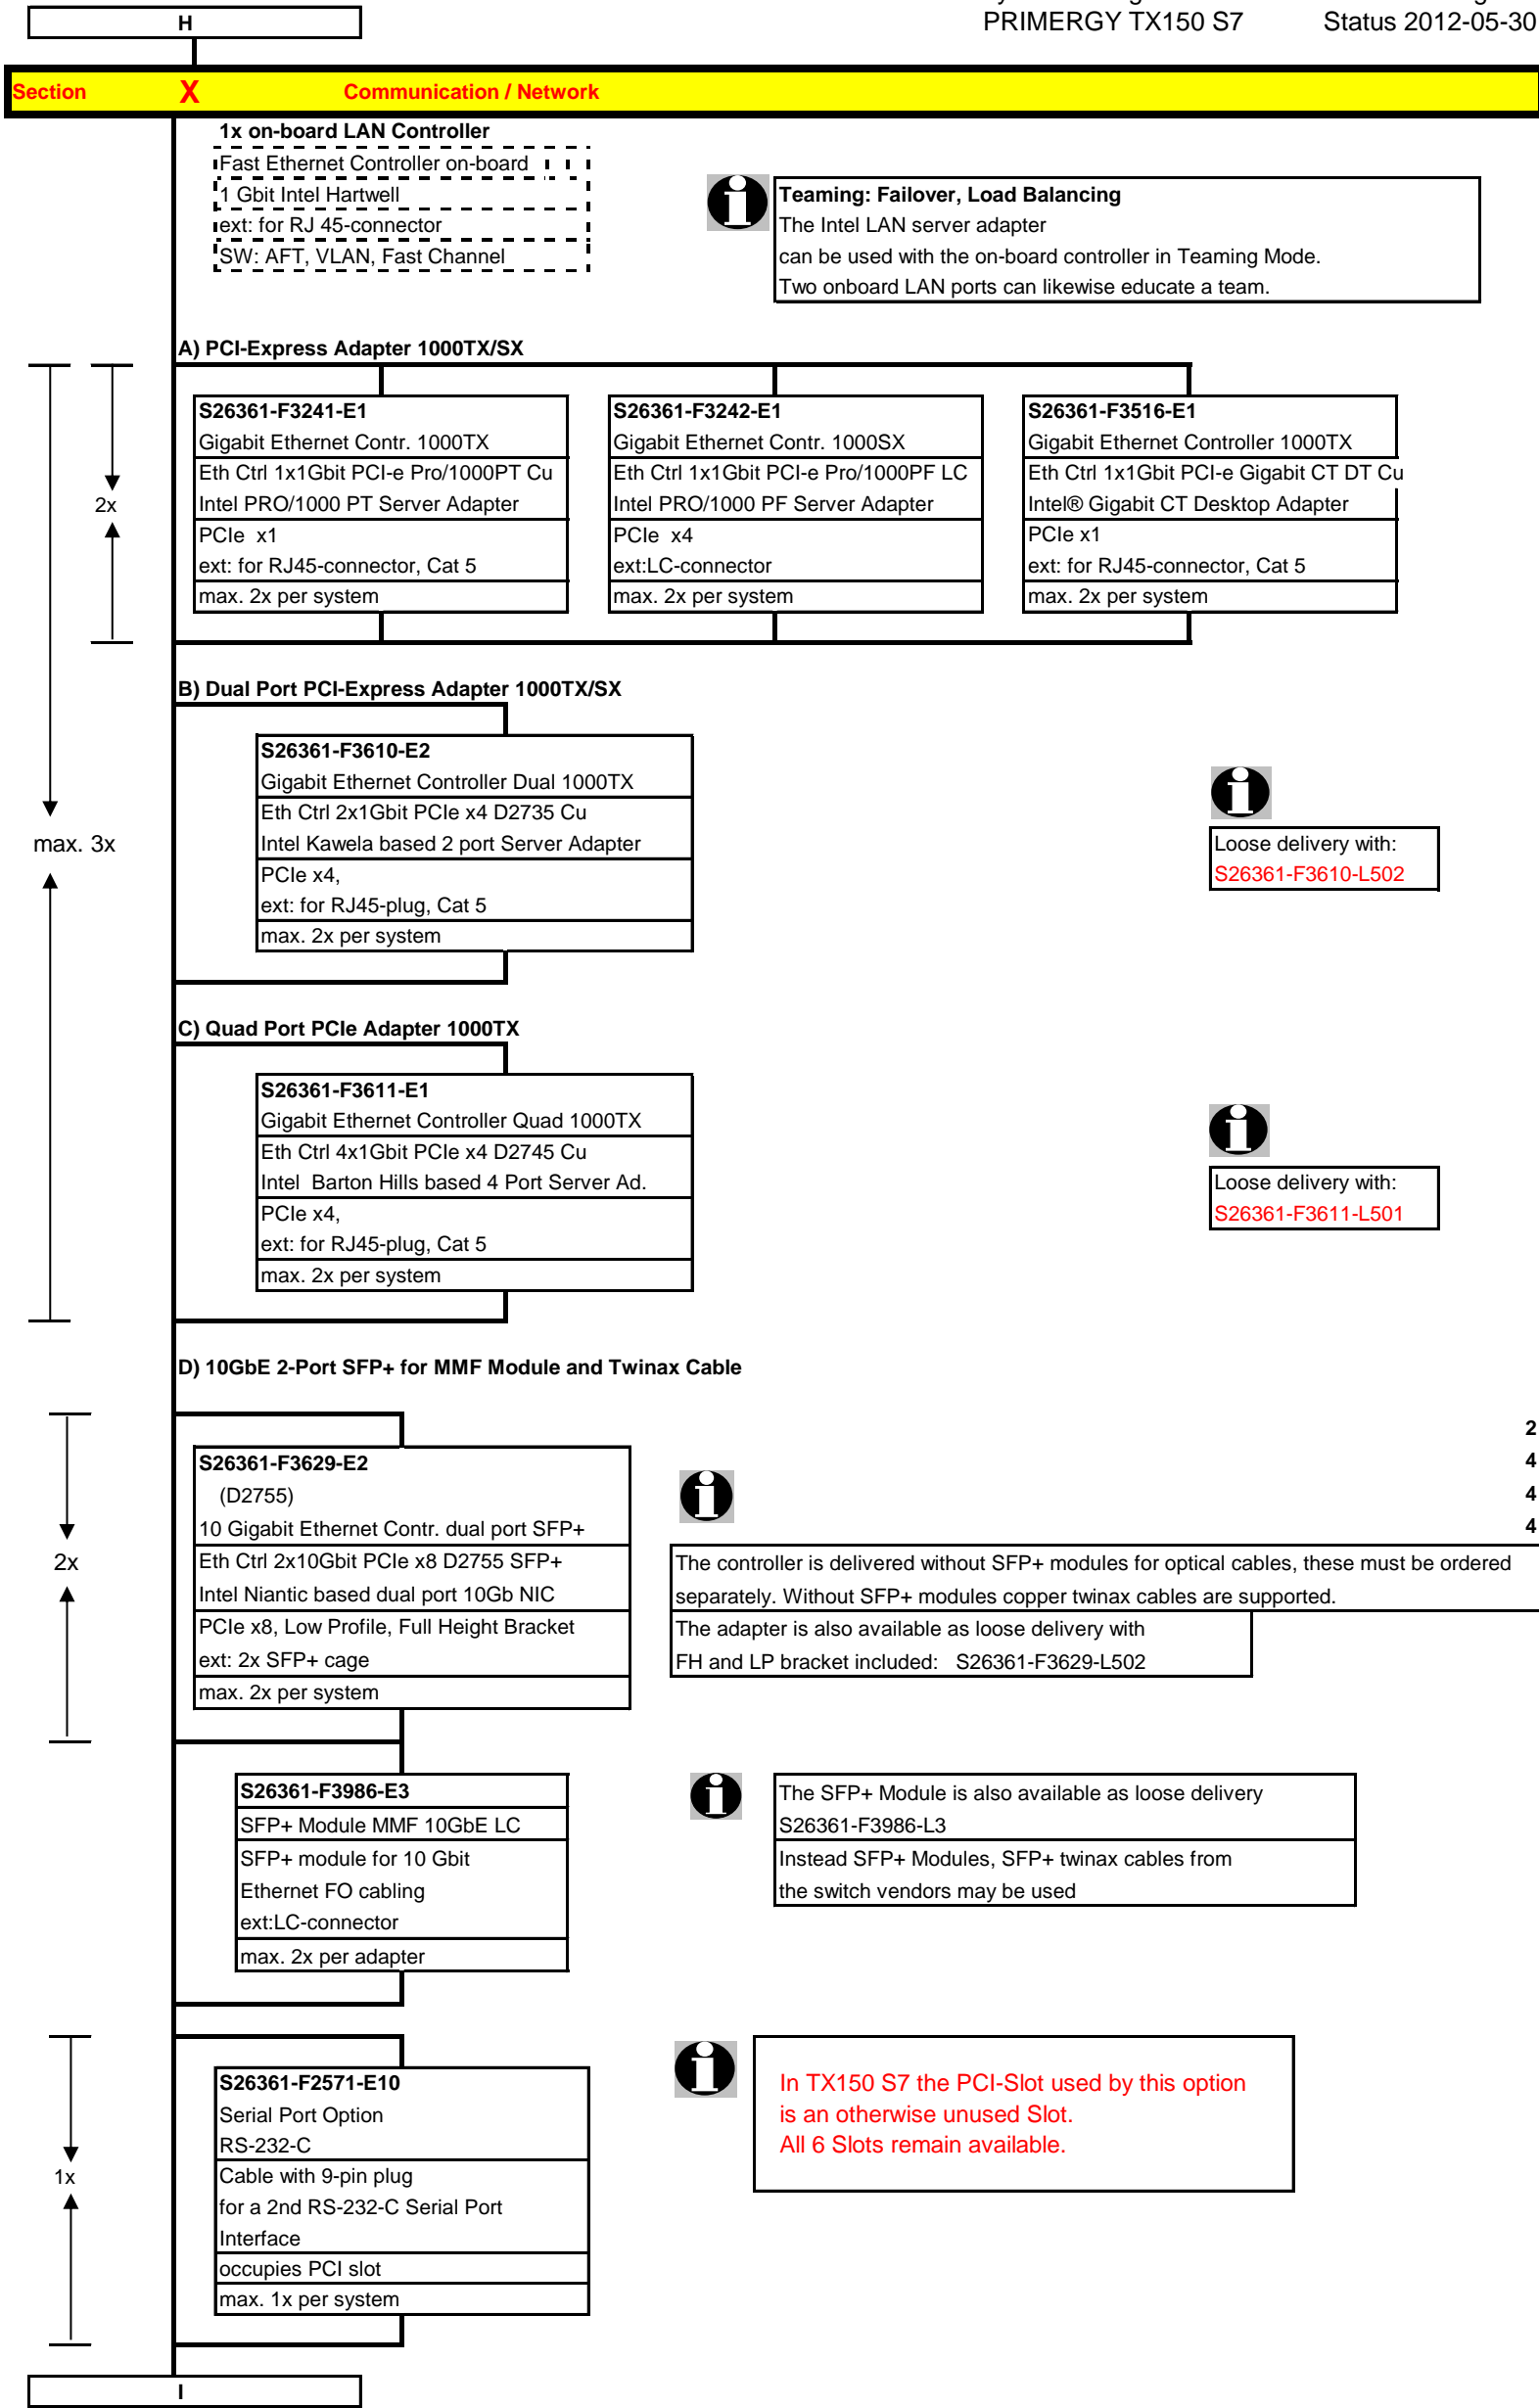 H
PRIMERGY TX150 S7 Status 2012-05-30
Section X Communication / Network
1x on-board LAN Controller
Fast Ethernet Controller on-board
1 Gbit Intel Hartwell
ext: for RJ 45-connector
SW: AFT, VLAN, Fast Channel
Teaming: Failover, Load Balancing
The Intel LAN server adapter
can be used with the on-board controller in Teaming Mode.
Two onboard LAN ports can likewise educate a team.
A) PCI-Express Adapter 1000TX/SX
2x
max. 3x
S26361-F3241-E1
Gigabit Ethernet Contr. 1000TX
Eth Ctrl 1x1Gbit PCI-e Pro/1000PT Cu
Intel PRO/1000 PT Server Adapter
PCIe x1
ext: for RJ45-connector, Cat 5
max. 2x per system
S26361-F3242-E1
Gigabit Ethernet Contr. 1000SX
Eth Ctrl 1x1Gbit PCI-e Pro/1000PF LC
Intel PRO/1000 PF Server Adapter
PCIe x4
ext:LC-connector
max. 2x per system
S26361-F3516-E1
Gigabit Ethernet Controller 1000TX
Eth Ctrl 1x1Gbit PCI-e Gigabit CT DT Cu
Intel® Gigabit CT Desktop Adapter
PCIe x1
ext: for RJ45-connector, Cat 5
max. 2x per system
B) Dual Port PCI-Express Adapter 1000TX/SX
S26361-F3610-E2
Gigabit Ethernet Controller Dual 1000TX
Eth Ctrl 2x1Gbit PCIe x4 D2735 Cu
Intel Kawela based 2 port Server Adapter
PCIe x4,
ext: for RJ45-plug, Cat 5
max. 2x per system
Loose delivery with:
S26361-F3610-L502
C) Quad Port PCIe Adapter 1000TX
S26361-F3611-E1
Gigabit Ethernet Controller Quad 1000TX
Eth Ctrl 4x1Gbit PCIe x4 D2745 Cu
Intel Barton Hills based 4 Port Server Ad.
PCIe x4,
ext: for RJ45-plug, Cat 5
max. 2x per system
Loose delivery with:
S26361-F3611-L501
D) 10GbE 2-Port SFP+ for MMF Module and Twinax Cable
2x
S26361-F3629-E2
(D2755)
10 Gigabit Ethernet Contr. dual port SFP+
Eth Ctrl 2x10Gbit PCIe x8 D2755 SFP+
Intel Niantic based dual port 10Gb NIC
PCIe x8, Low Profile, Full Height Bracket
ext: 2x SFP+ cage
max. 2x per system
2
4
4
4
The controller is delivered without SFP+ modules for optical cables, these must be ordered
separately. Without SFP+ modules copper twinax cables are supported.
The adapter is also available as loose delivery with
FH and LP bracket included: S26361-F3629-L502
S26361-F3986-E3
SFP+ Module MMF 10GbE LC
SFP+ module for 10 Gbit
Ethernet FO cabling
ext:LC-connector
max. 2x per adapter
The SFP+ Module is also available as loose delivery
S26361-F3986-L3
Instead SFP+ Modules, SFP+ twinax cables from
the switch vendors may be used
1x
S26361-F2571-E10
Serial Port Option
RS-232-C
Cable with 9-pin plug
for a 2nd RS-232-C Serial Port
Interface
occupies PCI slot
max. 1x per system
In TX150 S7 the PCI-Slot used by this option
is an otherwise unused Slot.
All 6 Slots remain available.
I